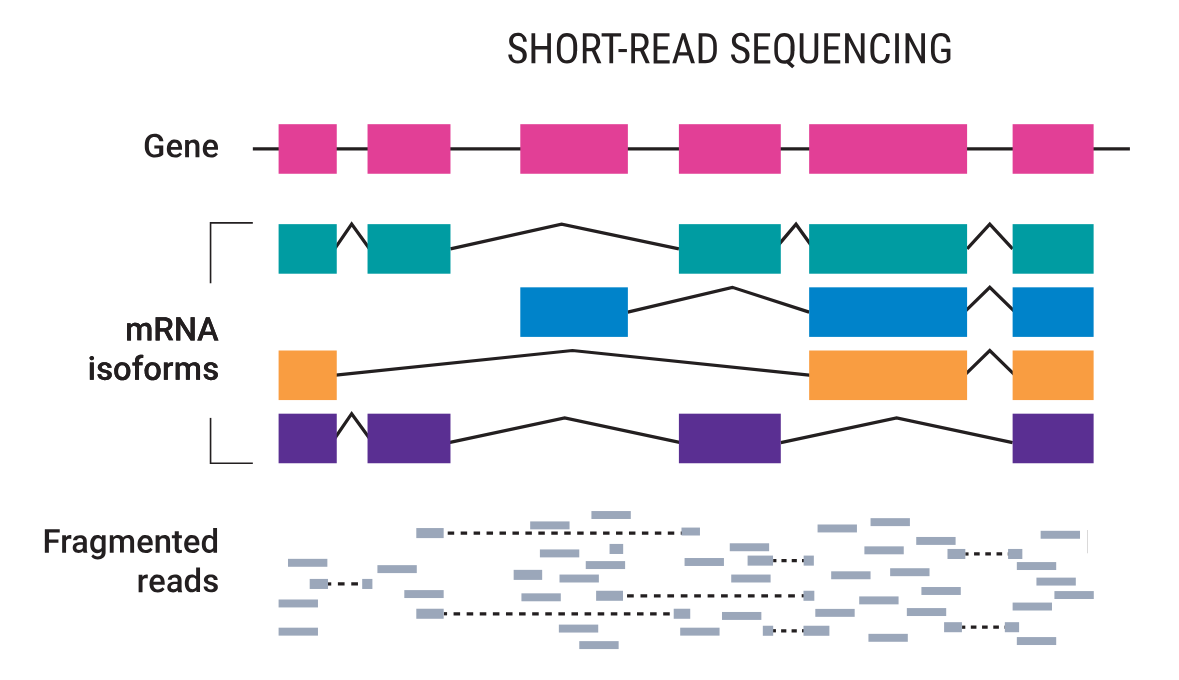 SHORT-READ SEQUENCING
Gene
mRNA
isoforms
Fragmented
reads